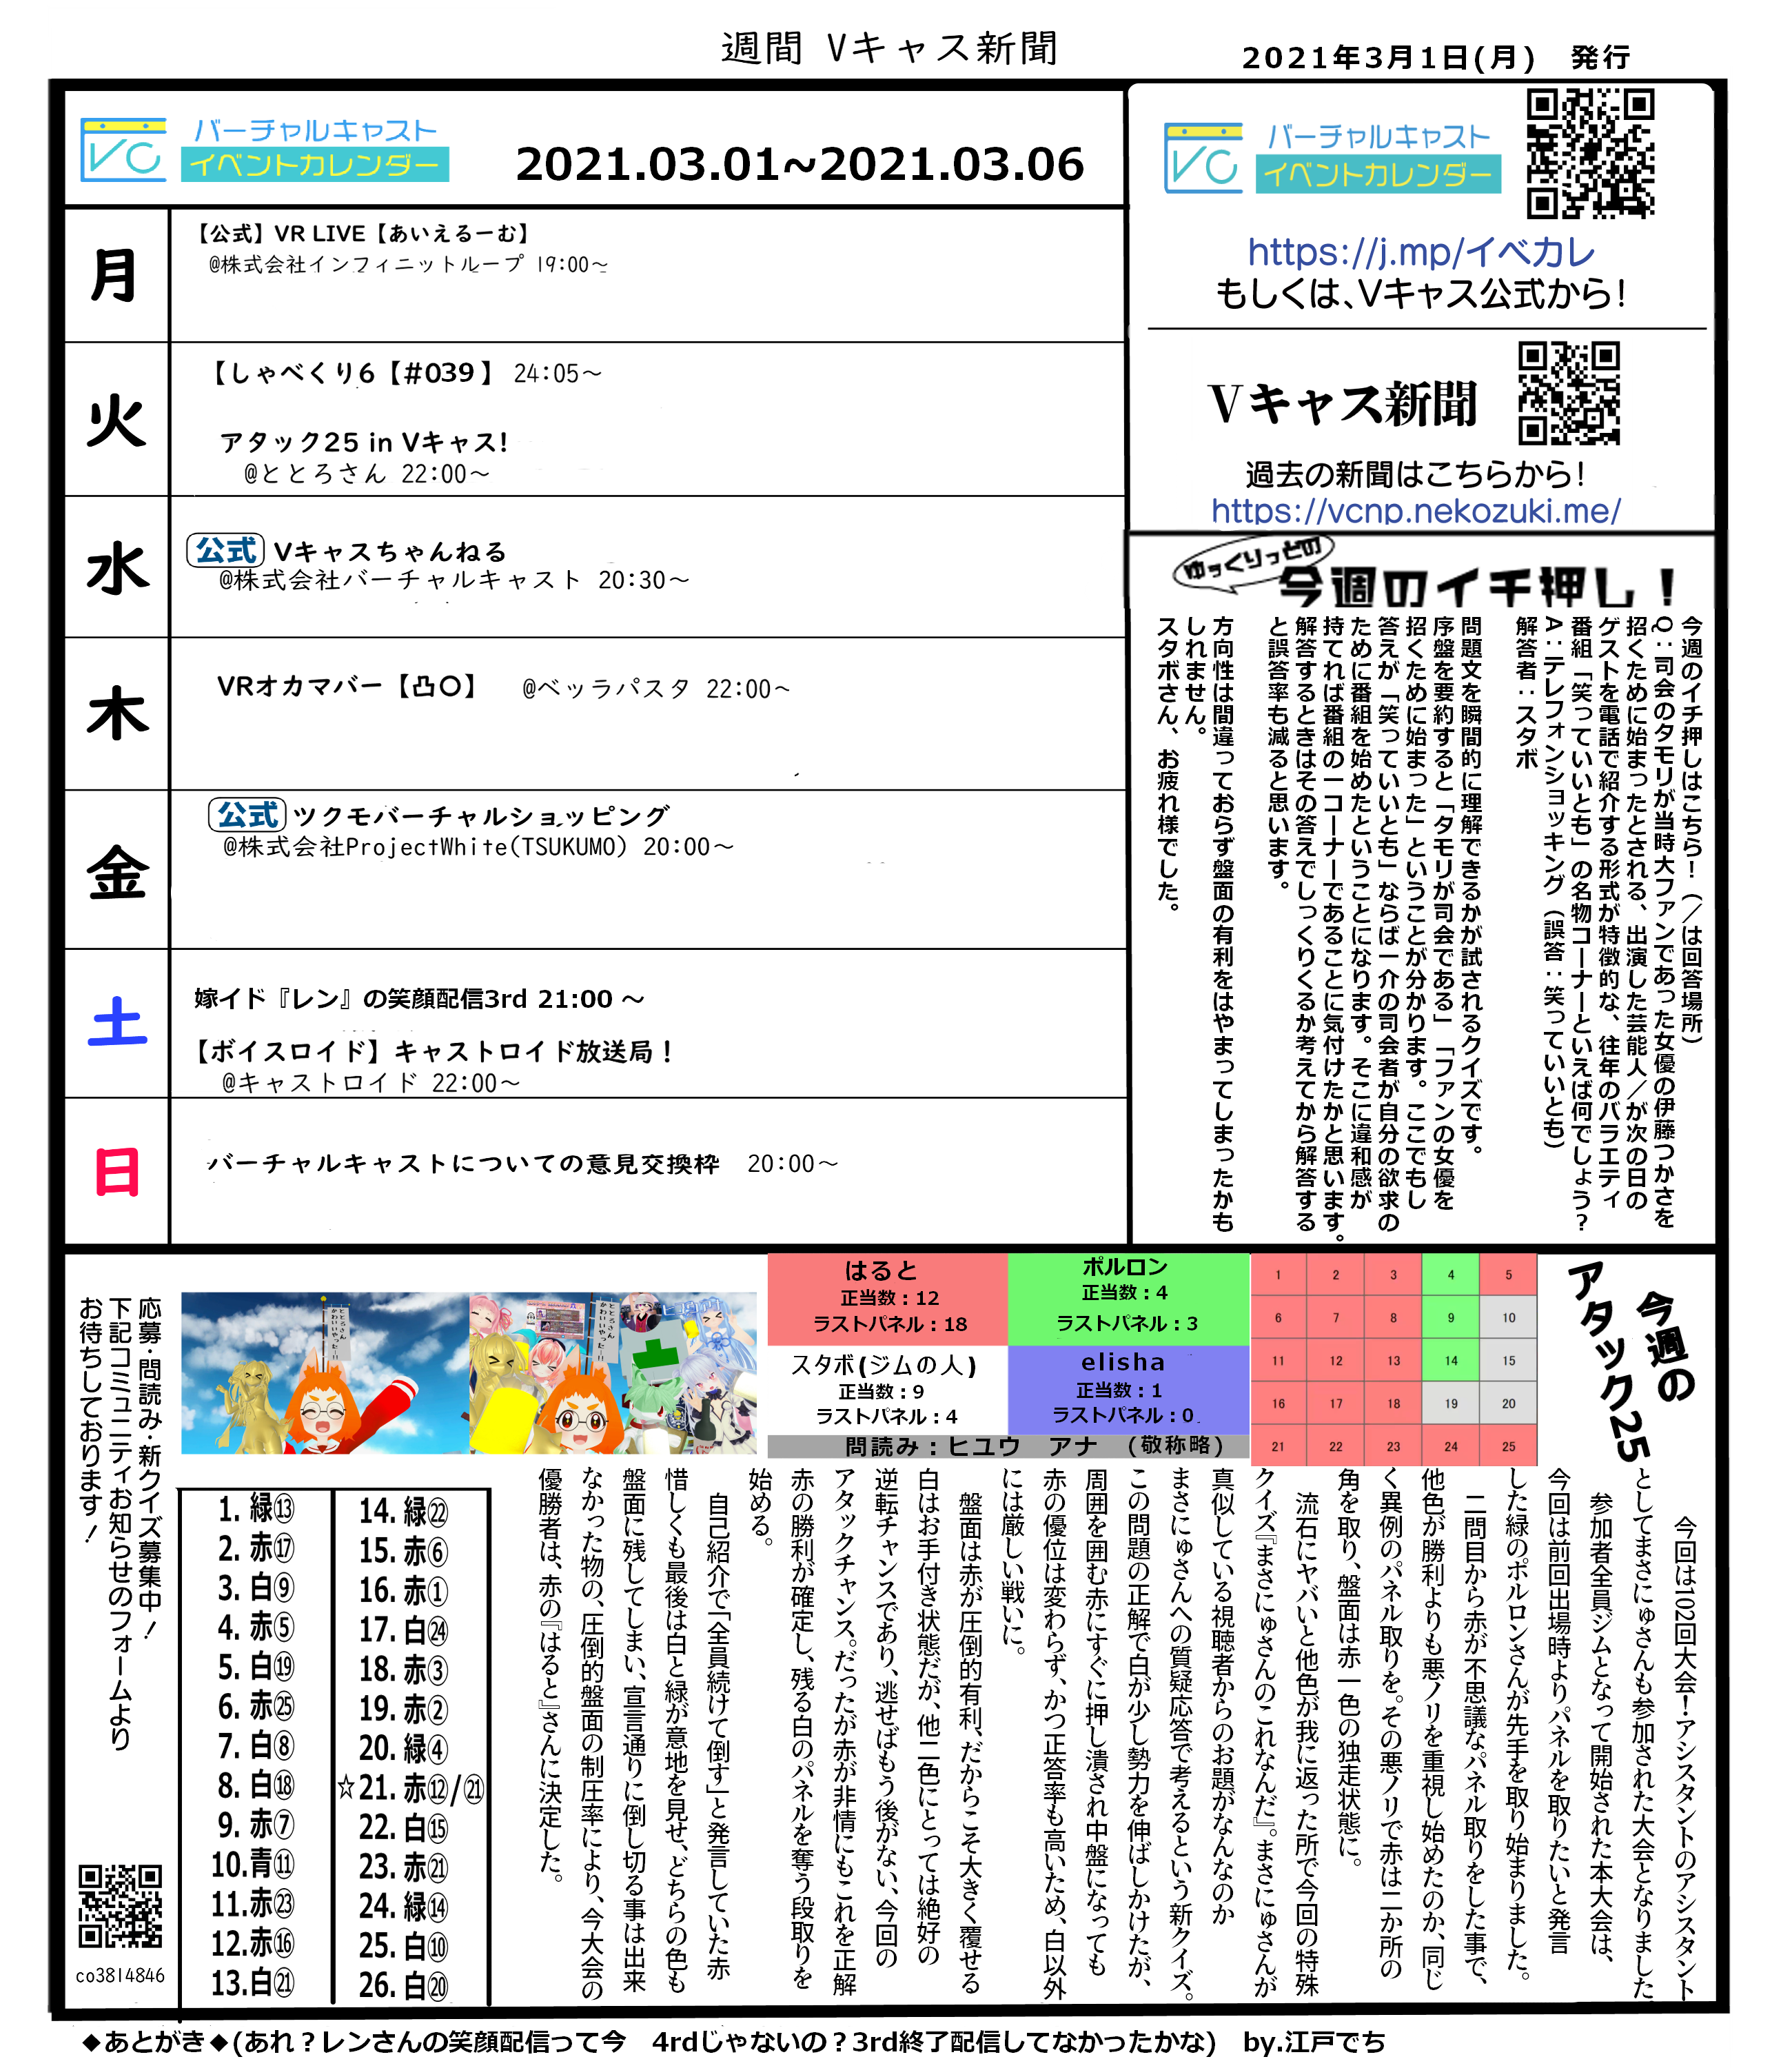 週間 Vキャス新聞
2021年3月1日(月) 発行
バーチャルキャスト
イベントカレンダー
2021.03.01~2021.03.06
月
【公式】VR LIVE【あいえるーむ】
@株式会社インフィニットループ 19:00~
火
【しゃべくり6【#039】 24:05~
アタック25 in Vキャス!
@ととろさん 22:00~
水
公式 Vキャスちゃんねる
@株式会社バーチャルキャスト 20:30~
木
VRオカマバー【凸〇】 @ベッラパスタ 22:00~
金
公式 ツクモバーチャルショッピング
@株式会社ProjectWhite(TSUKUMO) 20:00~
土
嫁イド『レン』の笑顔配信3rd 21:00 ~
【ボイスロイド】キャストロイド放送局!
@キャストロイド 22:00~
日
バーチャルキャストについての意見交換枠 20:00~
バーチャルキャスト
イベントカレンダー
https://j.mp/イベカレ
もしくは、Vキャス公式から!
Vキャス新聞
過去の新聞はこちらから!
https://vcnp.nekozuki.me/
ゆっくりっとの
今週のイチ押し!
今週のイチ押しはこちら!(/は回答場所)
Q:司会のタモリが当時大ファンであった女優の伊藤つかさを
招くために始まったとされる、出演した芸能人/が次の日の
ゲストを電話で紹介する形式が特徴的な、往年のバラエティ
番組「笑っていいとも」の名物コーナーといえば何でしょう?
A:テレフォンショッキング(誤答:笑っていいとも)
解答者:スタボ
問題文を瞬間的に理解できるかが試されるクイズです。
序盤を要約すると「タモリが司会である」「ファンの女優を
招くために始まった」ということが分かります。ここでもし
答えが「笑っていいとも」ならば一介の司会者が自分の欲求の
ために番組を始めたということになります。そこに違和感が
持てれば番組の一コーナーであることに気付けたかと思います。
解答するときはその答えでしっくりくるか考えてから解答する
と誤答率も減ると思います。
方向性は間違っておらず盤面の有利をはやまってしまったかも
しれません。
スタボさん、お疲れ様でした。
今週の
アタック25
はると
正当数:12
ラストパネル:18
ポルロン
正当数:4
ラストパネル:3
スタボ(ジムの人)
正当数:9
ラストパネル:4
elisha
正当数:1
ラストパネル:0
問読み:ヒユウ アナ (敬称略)
1 2 3 4 5
6 7 8 9 10
11 12 13 14 15
16 17 18 19 20
21 22 23 24 25
今回は102回大会!アシスタントのアシスタント
としてまさにゅさんも参加された大会となりました
参加者全員ジムとなって開始された本大会は、
今回は前回出場時よりパネルを取りたいと発言
した緑のポルロンさんが先手を取り始まりました。
二問目から赤が不思議なパネル取りをした事で、
他色が勝利よりも悪ノリを重視し始めたのか、同じ
く異例のパネル取りを。その悪ノリで赤は二か所の
角を取り、盤面は赤一色の独走状態に。
流石にヤバいと他色が我に返った所で今回の特殊
クイズ『まさにゅさんのこれなんだ』。まさにゅさんが
真似している視聴者からのお題がなんなのか
まさにゅさんへの質疑応答で考えるという新クイズ。
この問題の正解で白が少し勢力を伸ばしかけたが、
周囲を囲む赤にすぐに押し潰され中盤になっても
赤の優位は変わらず、かつ正答率も高いため、白以外
には厳しい戦いに。
盤面は赤が圧倒的有利、だからこそ大きく覆せる
白はお手付き状態だが、他二色にとっては絶好の
逆転チャンスであり、逃せばもう後がない、今回の
アタックチャンス。だったが赤が非情にもこれを正解
赤の勝利が確定し、残る白のパネルを奪う段取りを
始める。
自己紹介で「全員続けて倒す」と発言していた赤
惜しくも最後は白と緑が意地を見せ、どちらの色も
盤面に残してしまい、宣言通りに倒し切る事は出来
なかった物の、圧倒的盤面の制圧率により、今大会の
優勝者は、赤の『はると』さんに決定した。
1. 緑⑬
2. 赤⑰
3. 白⑨
4. 赤⑤
5. 白⑲
6. 赤㉕
7. 白⑧
8. 白⑱
9. 赤⑦
10.青⑪
11.赤㉓
12.赤⑯
13.白㉑
14. 緑㉒
15. 赤⑥
16. 赤①
17. 白㉔
18. 赤③
19. 赤②
20. 緑④
☆21. 赤⑫/㉑
22. 白⑮
23. 赤㉑
24. 緑⑭
25. 白⑩
26. 白⑳
応募・問読み・新クイズ募集中!
下記コミュニティお知らせのフォームより
お待ちしております!
co3814846
◆あとがき◆(あれ?レンさんの笑顔配信って今 4rdじゃないの?3rd終了配信してなかったかな) by.江戸でち